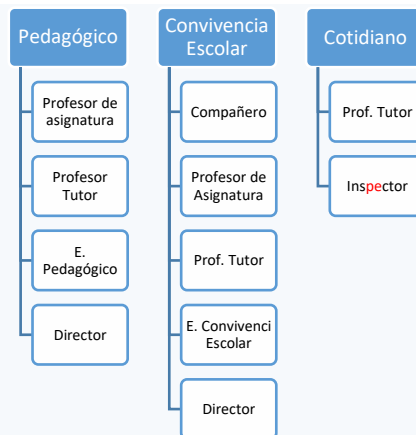 Pedagógico
Profesor de
asignatura
Profesor
Tutor
E.
Pedagógico
Director
Convivencia
Escolar
Compañero
Profesor de
Asignatura
Prof. Tutor
E. Convivenci
Escolar
Director
Cotidiano
Prof. Tutor
Inspector